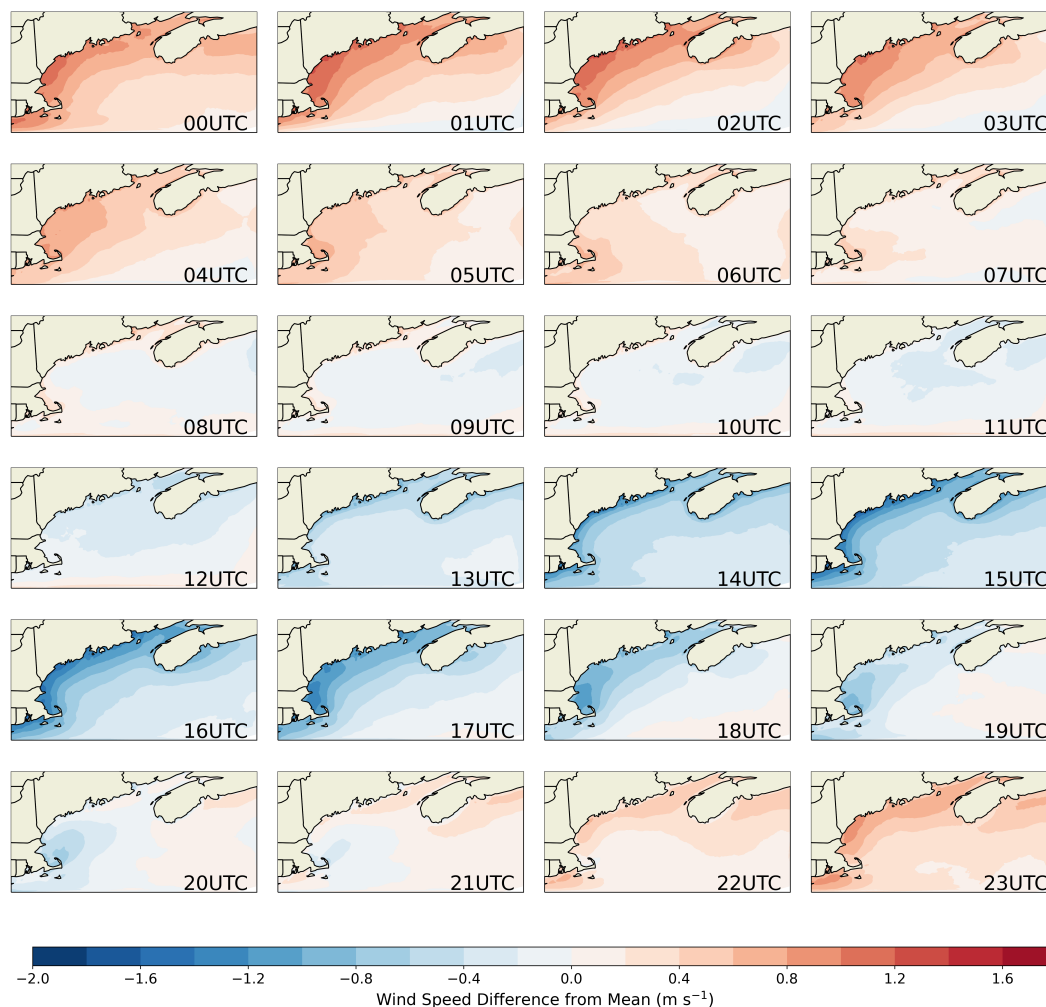 00UTC 01UTC 02UTC 03UTC
04UTC 05UTC 06UTC 07UTC
08UTC 09UTC 10UTC 11UTC
12UTC 13UTC 14UTC 15UTC
16UTC 17UTC 18UTC 19UTC
20UTC 21UTC 22UTC 23UTC
−2.0 −1.6 −1.2 −0.8 −0.4 0.0 0.4 0.8 1.2 1.6
Wind Speed Difference from Mean (m s⁻¹)